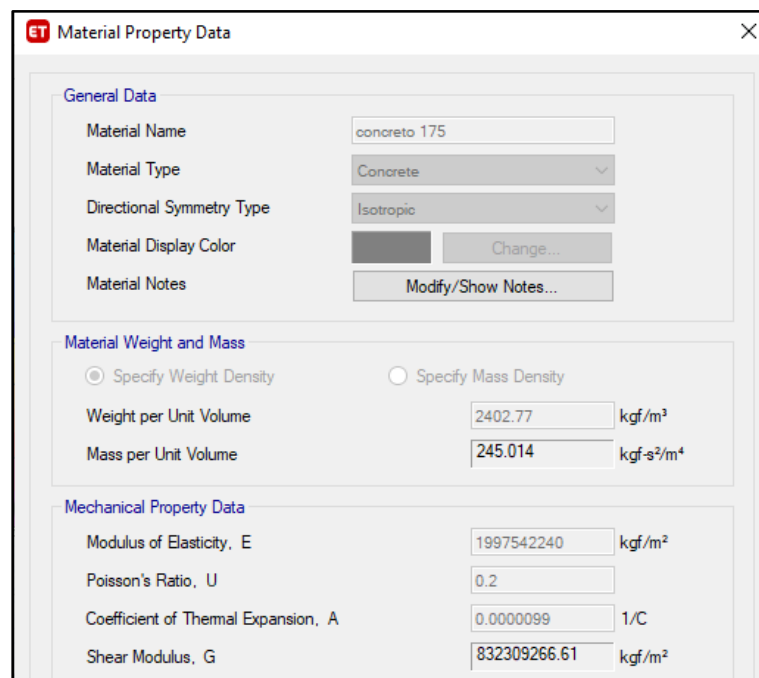 ET Material Property Data
General Data
Material Name concreto 175
Material Type Concrete
Directional Symmetry Type Isotropic
Material Display Color Change...
Material Notes Modify/Show Notes...
Material Weight and Mass
Specify Weight Density Specify Mass Density
Weight per Unit Volume 2402.77 kgf/m³
Mass per Unit Volume 245.014 kgf-s²/m⁴
Mechanical Property Data
Modulus of Elasticity, E 1997542240 kgf/m²
Poisson's Ratio, U 0.2
Coefficient of Thermal Expansion, A 0.0000099 1/C
Shear Modulus, G 832309266.61 kgf/m²